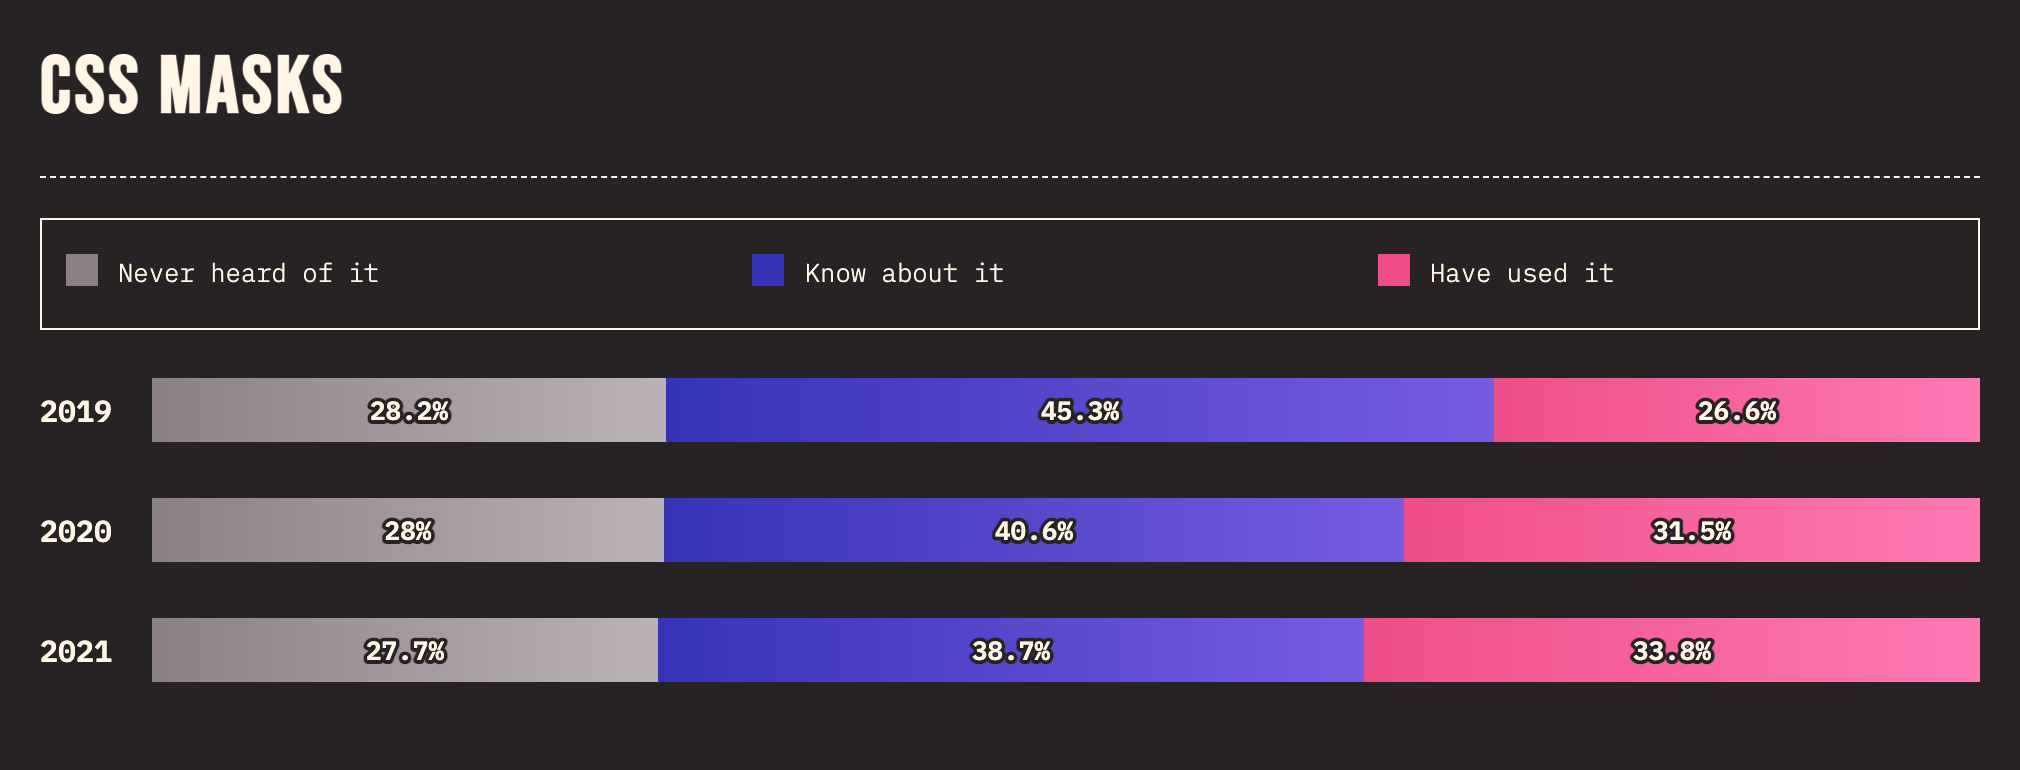 CSS MASKS
Never heard of it Know about it Have used it
2019 28.2% 45.3% 26.6%
2020 28% 40.6% 31.5%
2021 27.7% 38.7% 33.8%